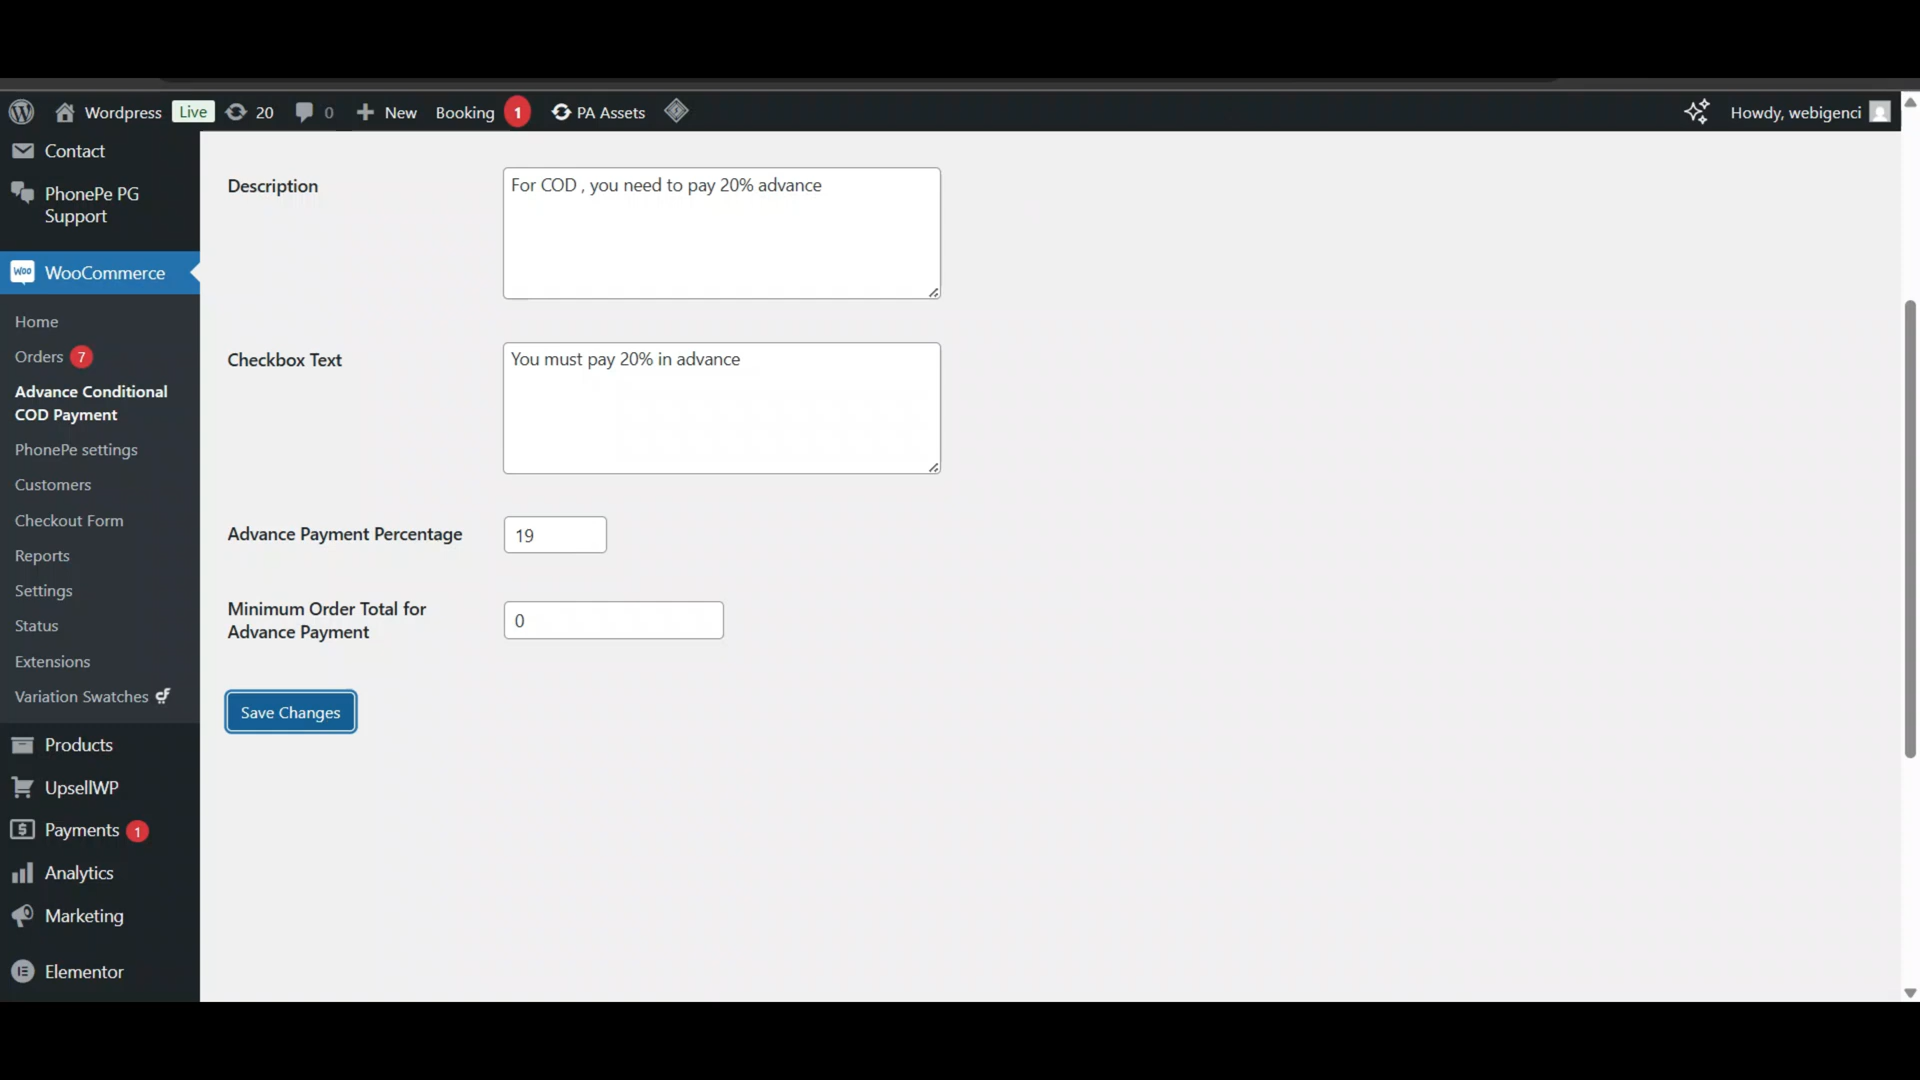 Wordpress Live 20 0 New Booking 1 PA Assets Howdy, webigenci
Contact
PhonePe PG
Support
WooCommerce
Home
Orders 7
Advance Conditional
COD Payment
PhonePe settings
Customers
Checkout Form
Reports
Settings
Status
Extensions
Variation Swatches
Products
UpsellWP
Payments 1
Analytics
Marketing
Elementor
Description
For COD , you need to pay 20% advance
Checkbox Text
You must pay 20% in advance
Advance Payment Percentage
19
Minimum Order Total for
Advance Payment
0
Save Changes